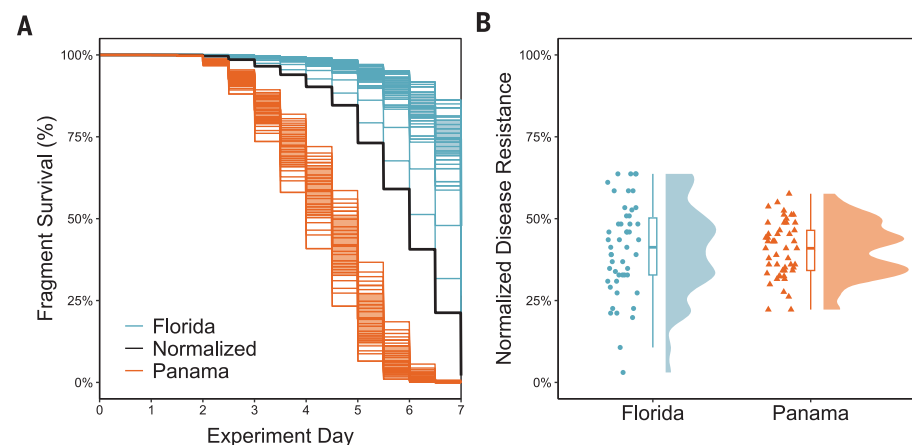 A
Fragment Survival (%)
100%
75%
50%
25%
0%
Florida
Normalized
Panama
0 1 2 3 4 5 6 7
Experiment Day
B
Normalized Disease Resistance
100%
75%
50%
25%
0%
Florida Panama